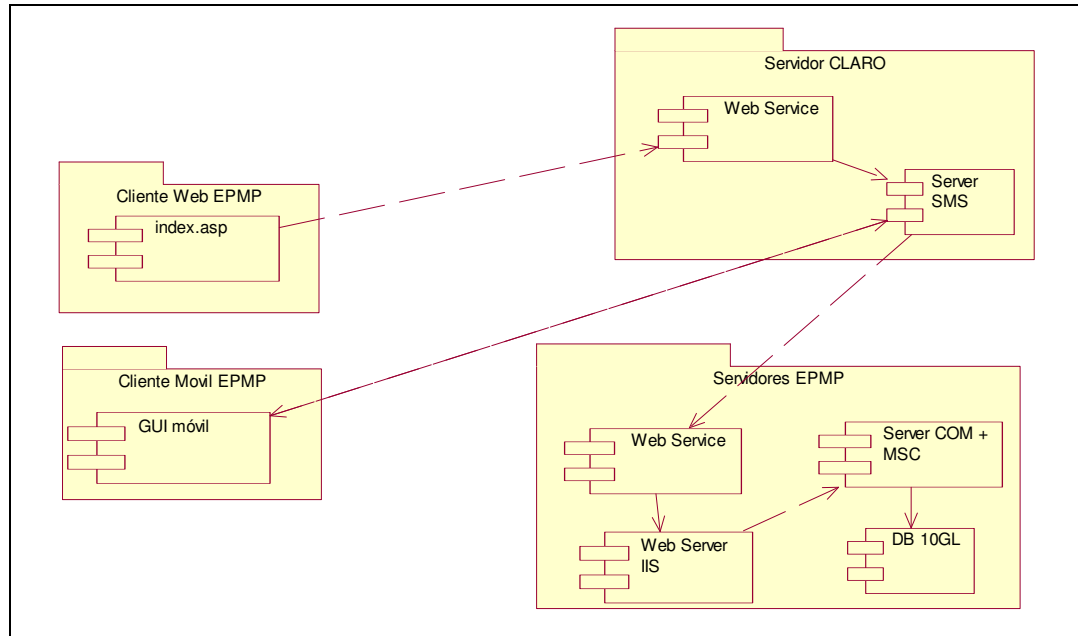 Servidor CLARO
Web Service
Server
SMS
Cliente Web EPMP
index.asp
Cliente Movil EPMP
GUI móvil
Servidores EPMP
Web Service
Server COM +
MSC
Web Server
IIS
DB 10GL